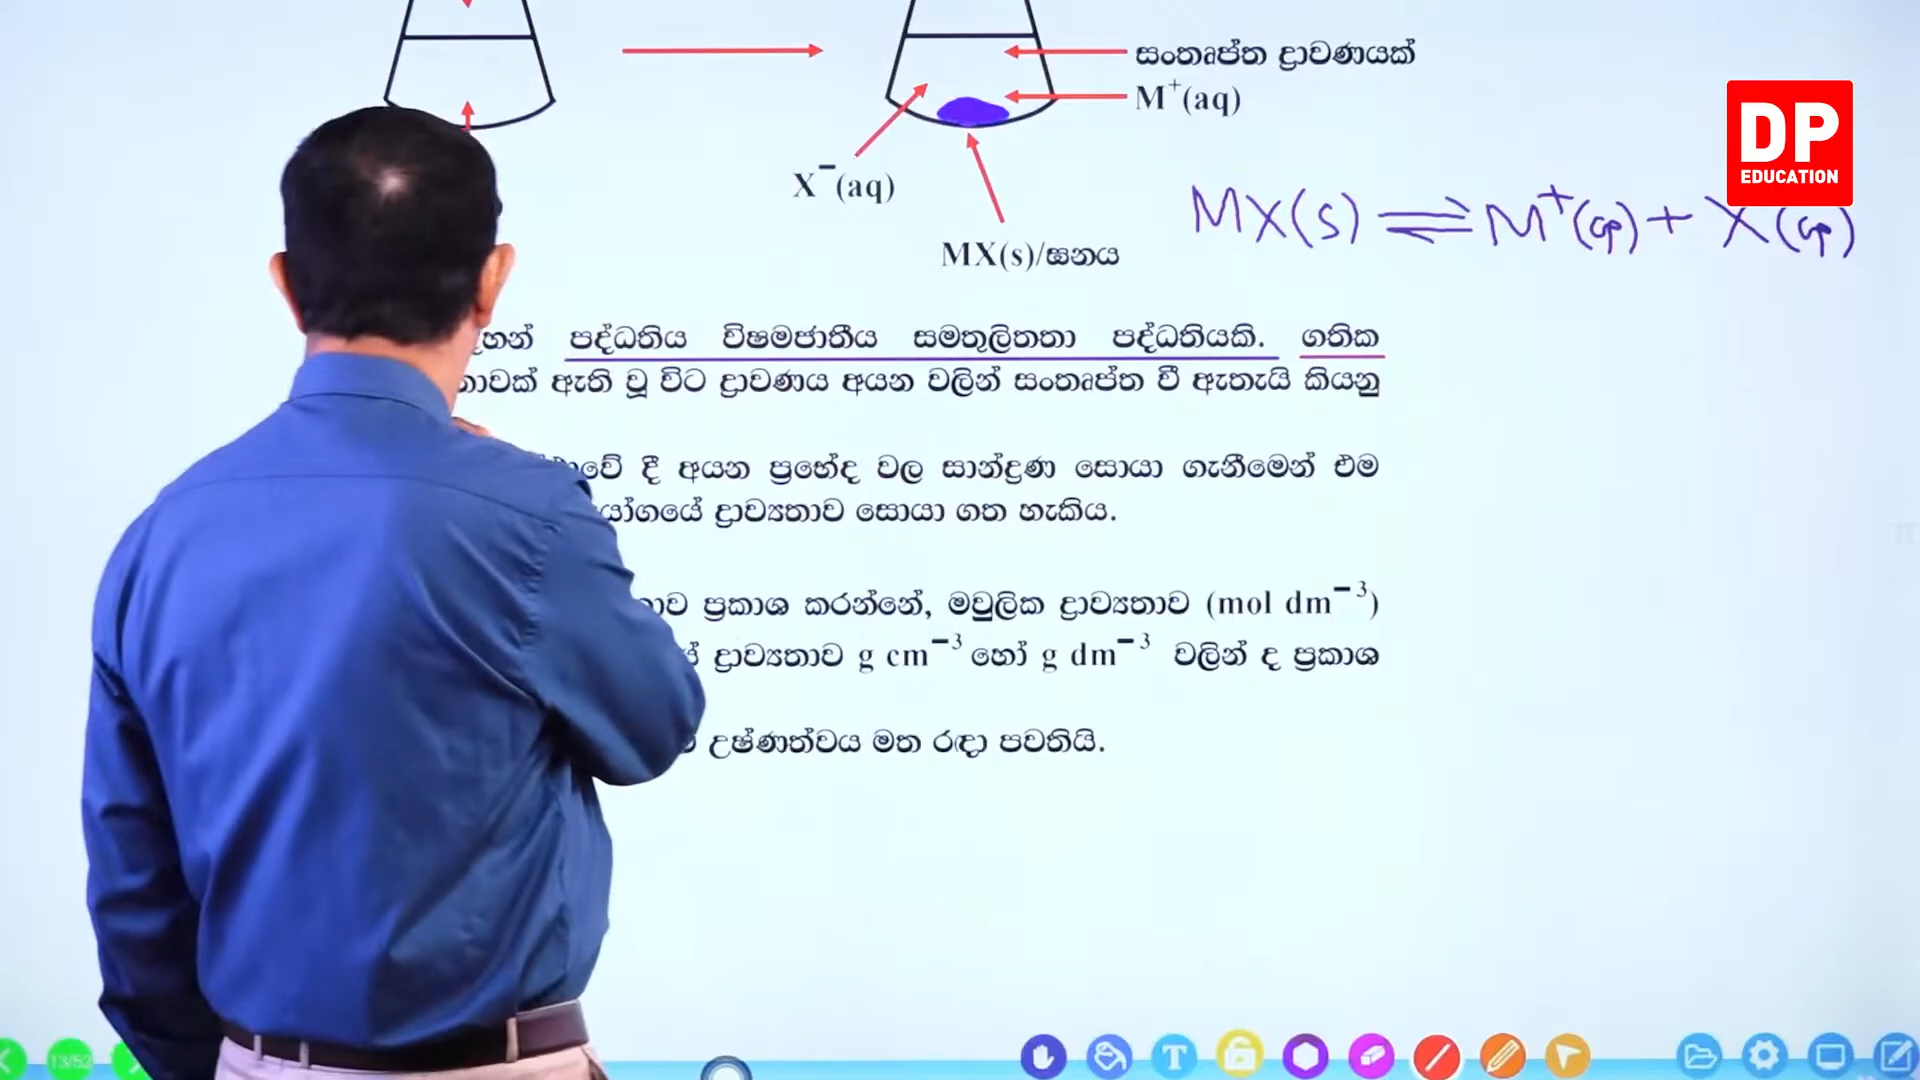 සංතෘප්ත ද්‍රාවණයක්
M⁺(aq)
X⁻(aq)
MX(s)/ඝනය
DP
EDUCATION
MX(s) ⇌ M⁺(aq) + X(aq)
පද්ධතිය විෂමජාතීය සමතුලිතතා පද්ධතියකි. ගතික
ඇති වූ විට ද්‍රාවණය අයන වලින් සංතෘප්ත වී ඇතැයි කියනු
දී අයන ප්‍රභේද වල සාන්ද්‍රණ සොයා ගැනීමෙන් එම
ද්‍රාව්‍යතාව සොයා ගත හැකිය.
ප්‍රකාශ කරන්නේ, මවුලික ද්‍රාව්‍යතාව (mol dm⁻³)
ද්‍රාව්‍යතාව g cm⁻³ හෝ g dm⁻³ වලින් ද ප්‍රකාශ
උෂ්ණත්වය මත රඳා පවතියි.
13/52
T